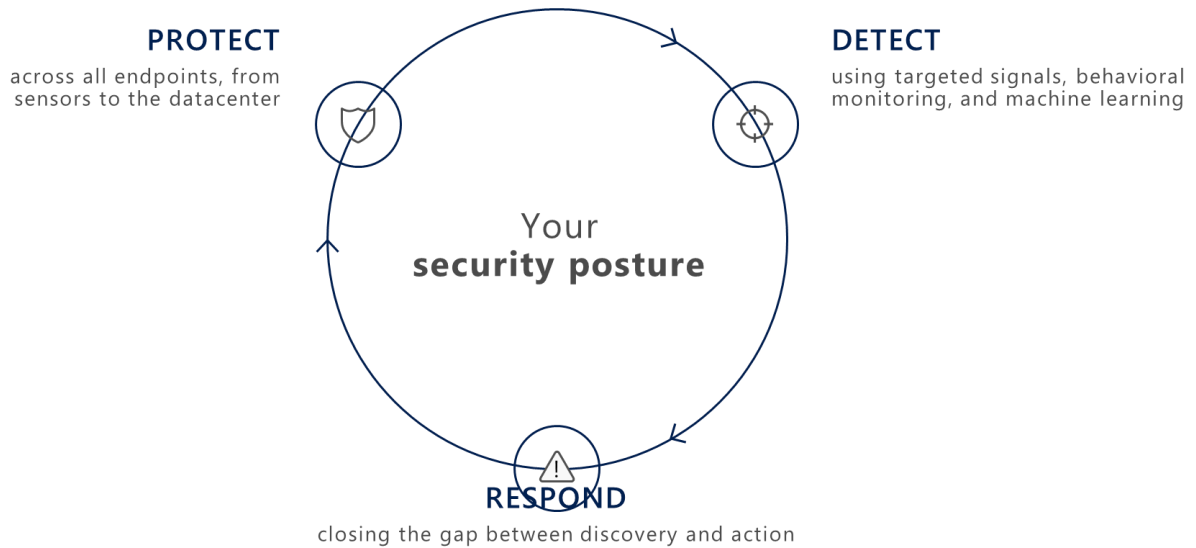 PROTECT
across all endpoints, from
sensors to the datacenter
DETECT
using targeted signals, behavioral
monitoring, and machine learning
Your
security posture
RESPOND
closing the gap between discovery and action